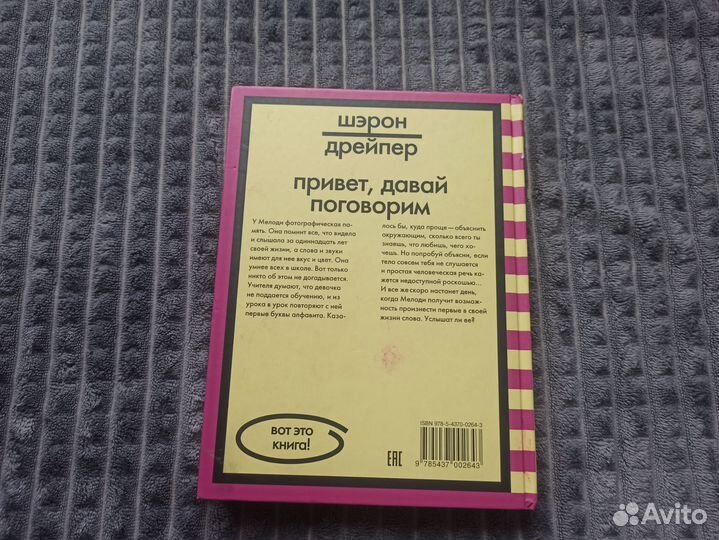 шэрон
дрейпер
привет, давай
поговорим
У Мелоди фотографическая па-
мять. Она помнит все, что видела
и слышала за одиннадцать лет
своей жизни, а слова и звуки
имеют для нее вкус и цвет. Она
умнее всех в школе. Вот только
никто об этом не догадывается.
Учителя думают, что девочка
не поддается обучению, и из
урока в урок повторяют с ней
первые буквы алфавита. Каза-
лось бы, куда проще — объяснить
окружающим, сколько всего ты
знаешь, что любишь, чего хо-
чешь. Но попробуй объясни, если
тело совсем тебя не слушается
и простая человеческая речь ка-
жется недоступной роскошью...
И все же скоро настанет день,
когда Мелоди получит возмож-
ность произнести первые в своей
жизни слова. Услышат ли ее?
вот это
книга!
EAC
ISBN 978-5-4370-0264-3
9 785437 002643
Avito